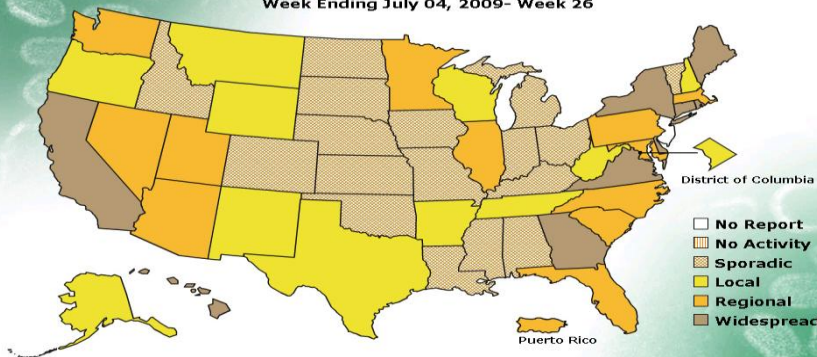 Week Ending July 04, 2009- Week 26
District of Columbia
No Report
No Activity
Sporadic
Local
Regional
Widespread
Puerto Rico